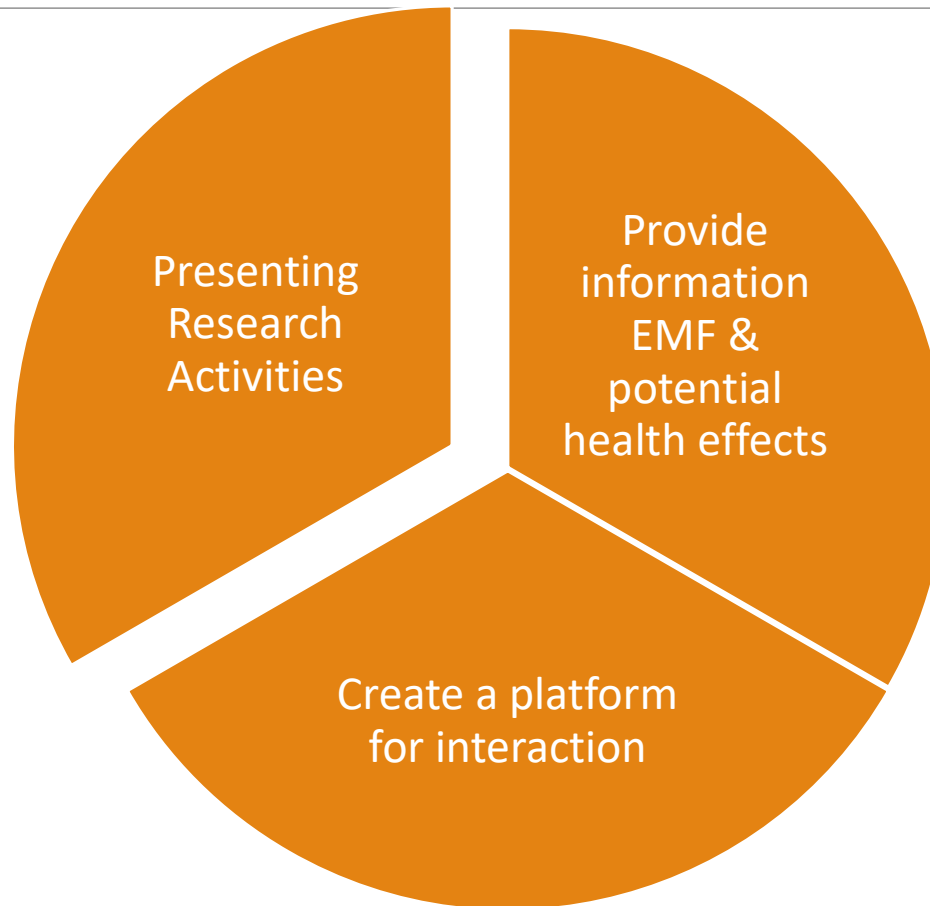 Presenting
Research
Activities
Provide
information
EMF &
potential
health effects
Create a platform
for interaction